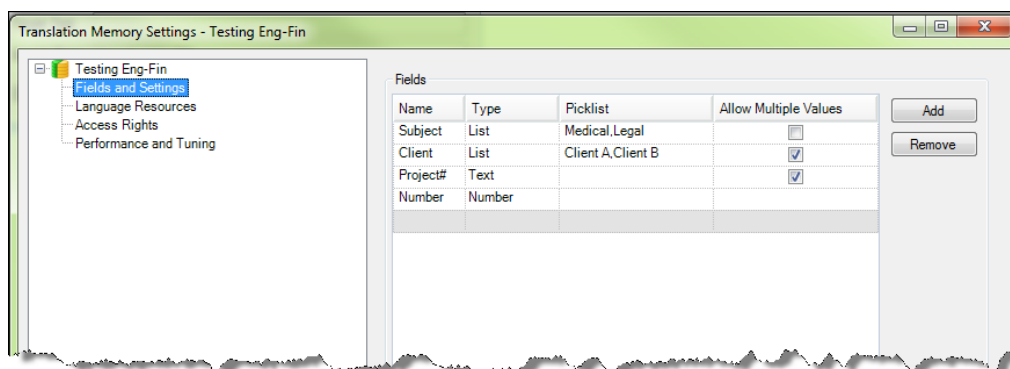 Translation Memory Settings - Testing Eng-Fin
Testing Eng-Fin
Fields and Settings
Language Resources
Access Rights
Performance and Tuning
Fields
Name Type Picklist Allow Multiple Values
Subject List Medical,Legal
Client List Client A,Client B
Project# Text
Number Number
Add
Remove